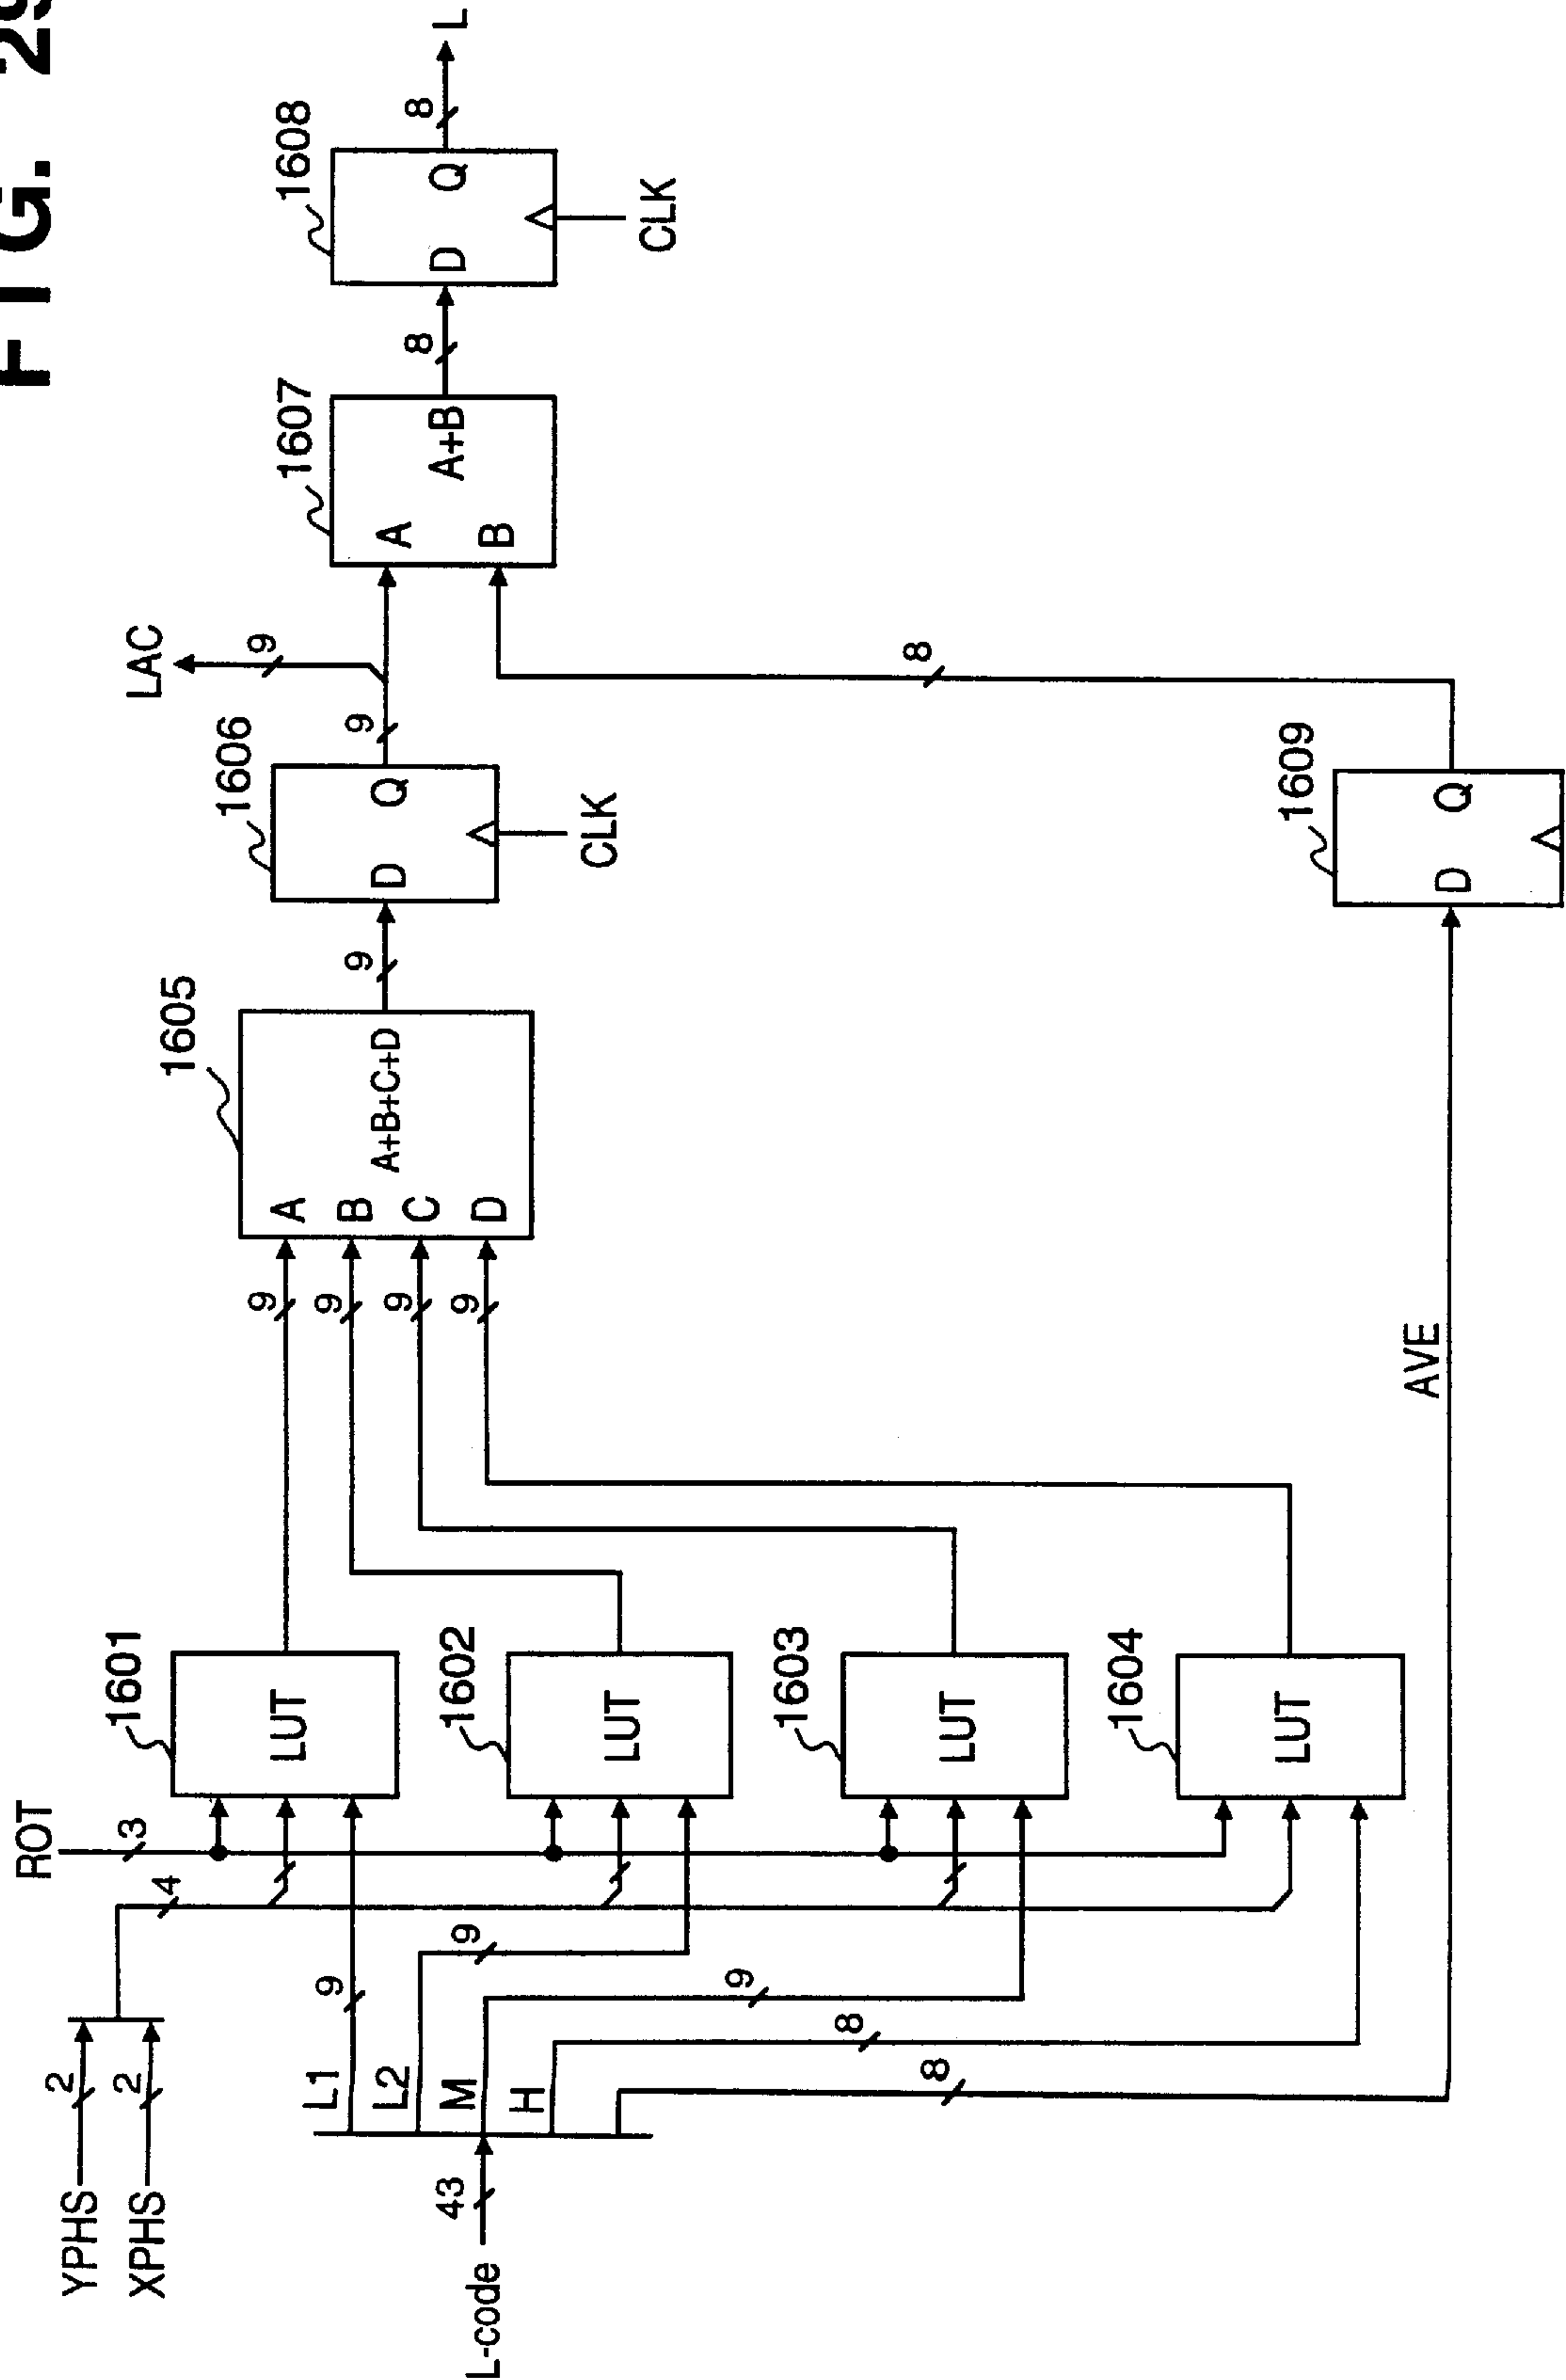 FIG. 29
YPHS
2
XPHS
2
4
ROT
3
L-code
43
L1
9
L2
9
M
9
H
8
8
AVE
1601
LUT
1602
LUT
1603
LUT
1604
LUT
9
9
9
9
1605
A
B
C
D
A+B+C+D
9
1606
D
Q
CLK
9
LAC
9
1609
D
Q
8
1607
A
B
A+B
8
1608
D
Q
CLK
8
L